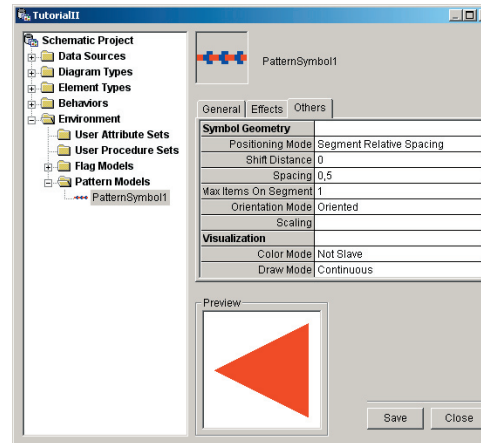 TutorialII
Schematic Project
Data Sources
Diagram Types
Element Types
Behaviors
Environment
User Attribute Sets
User Procedure Sets
Flag Models
Pattern Models
PatternSymbol1
PatternSymbol1
General Effects Others
Symbol Geometry
Positioning Mode Segment Relative Spacing
Shift Distance 0
Spacing 0,5
Max Items On Segment 1
Orientation Mode Oriented
Scaling
Visualization
Color Mode Not Slave
Draw Mode Continuous
Preview
Save Close